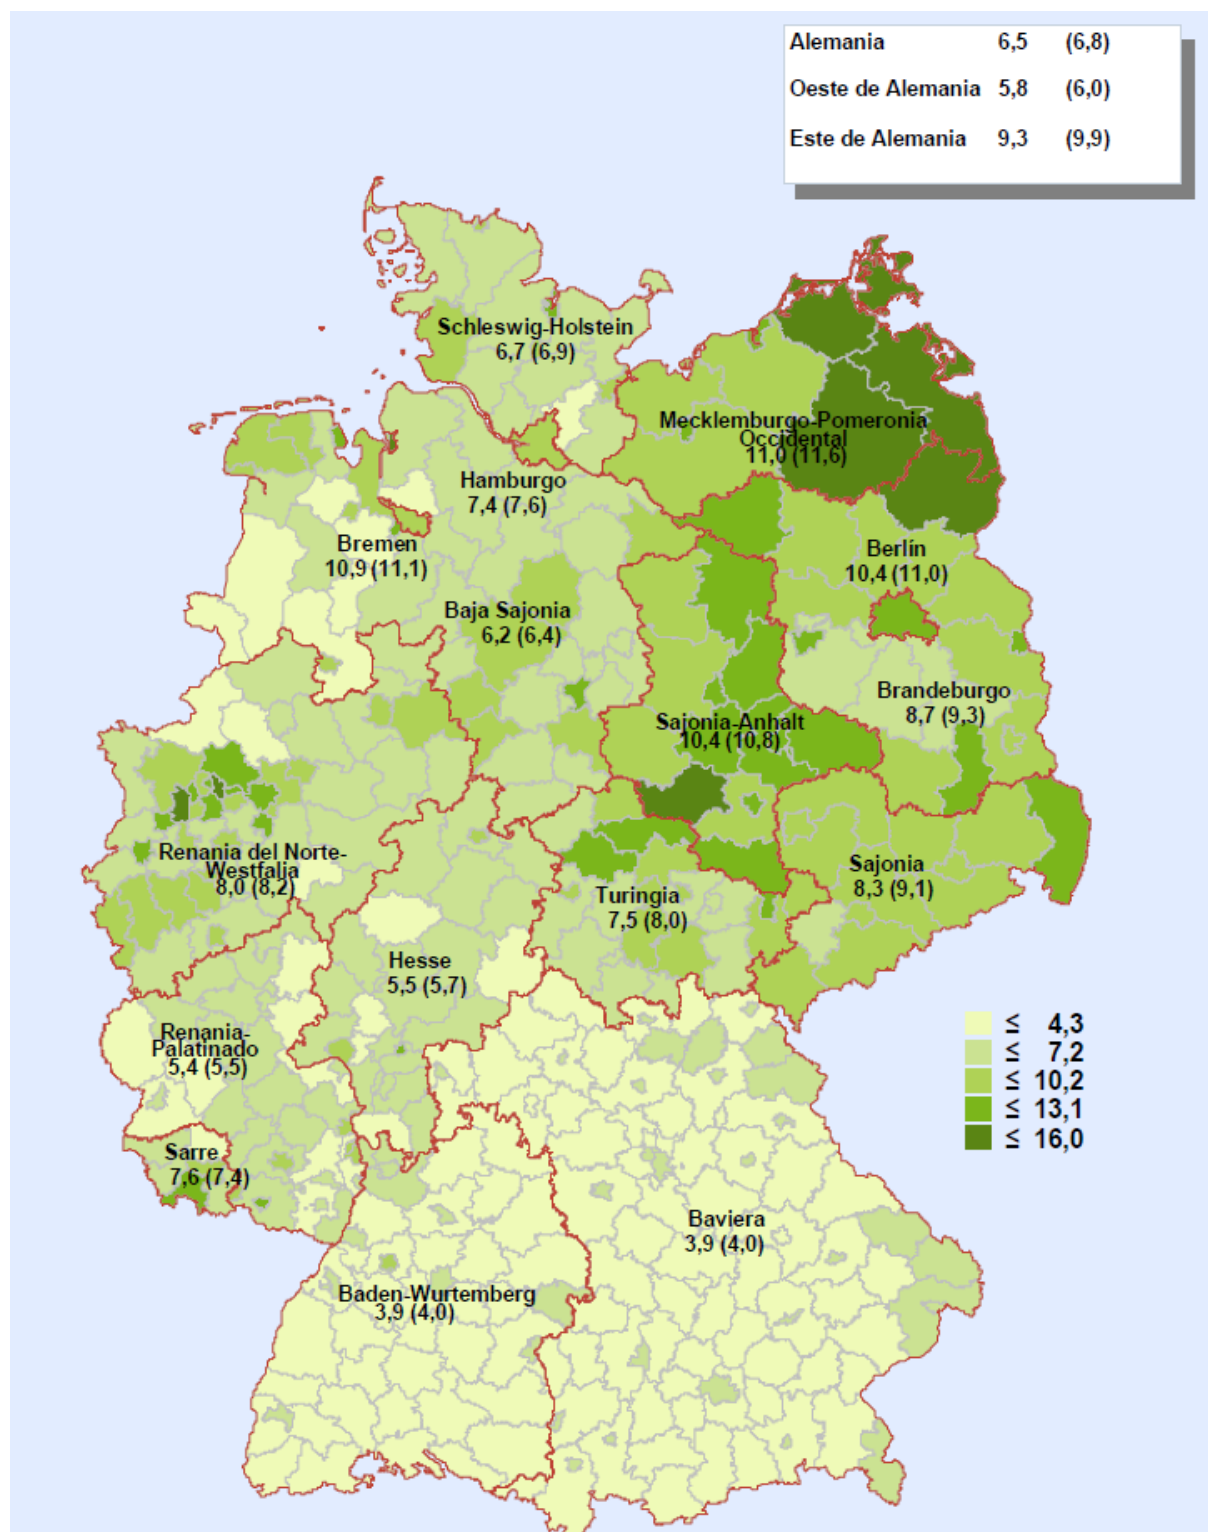 Alemania 6,5 (6,8)
Oeste de Alemania 5,8 (6,0)
Este de Alemania 9,3 (9,9)
Schleswig-Holstein
6,7 (6,9)
Mecklemburgo-Pomeronia
Occidental
11,0 (11,6)
Hamburgo
7,4 (7,6)
Bremen
10,9 (11,1)
Berlín
10,4 (11,0)
Baja Sajonia
6,2 (6,4)
Brandeburgo
8,7 (9,3)
Sajonia-Anhalt
10,4 (10,8)
Renania del Norte-
Westfalia
8,0 (8,2)
Sajonia
8,3 (9,1)
Turingia
7,5 (8,0)
Hesse
5,5 (5,7)
Renania-
Palatinado
5,4 (5,5)
≤ 4,3
≤ 7,2
≤ 10,2
≤ 13,1
≤ 16,0
Sarre
7,6 (7,4)
Baviera
3,9 (4,0)
Baden-Wurtemberg
3,9 (4,0)